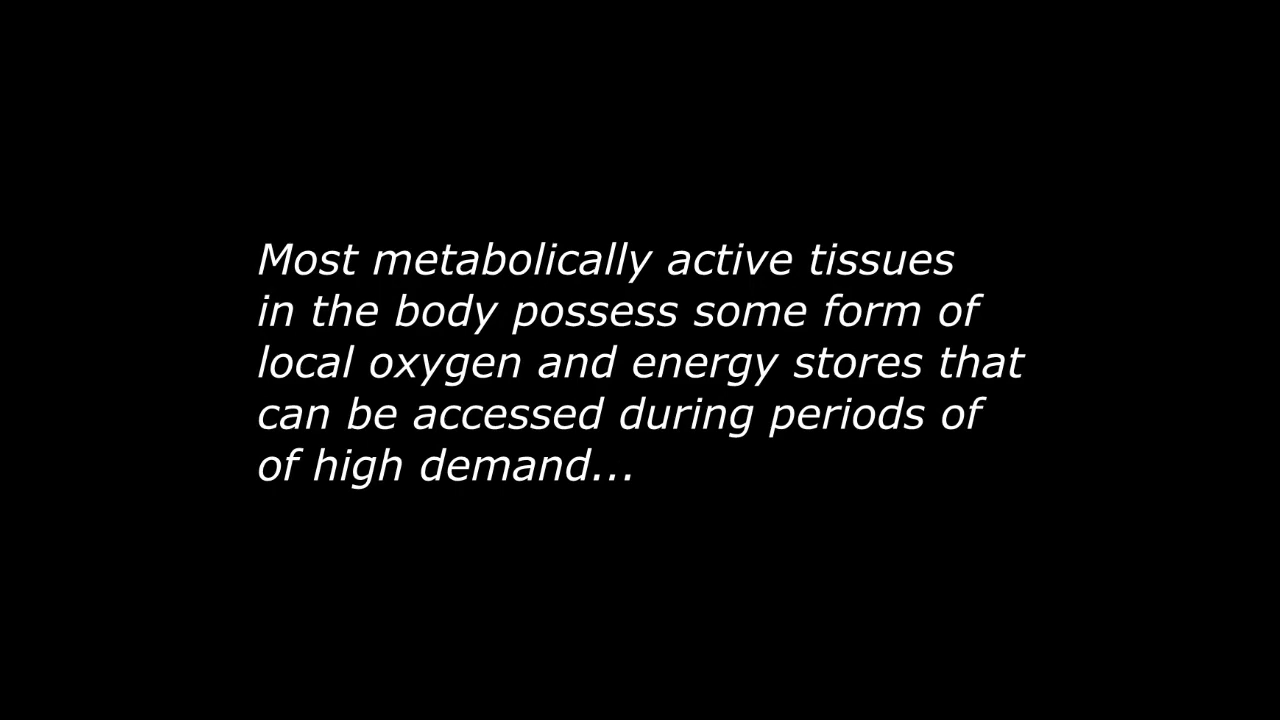 Most metabolically active tissues
in the body possess some form of
local oxygen and energy stores that
can be accessed during periods of
of high demand...